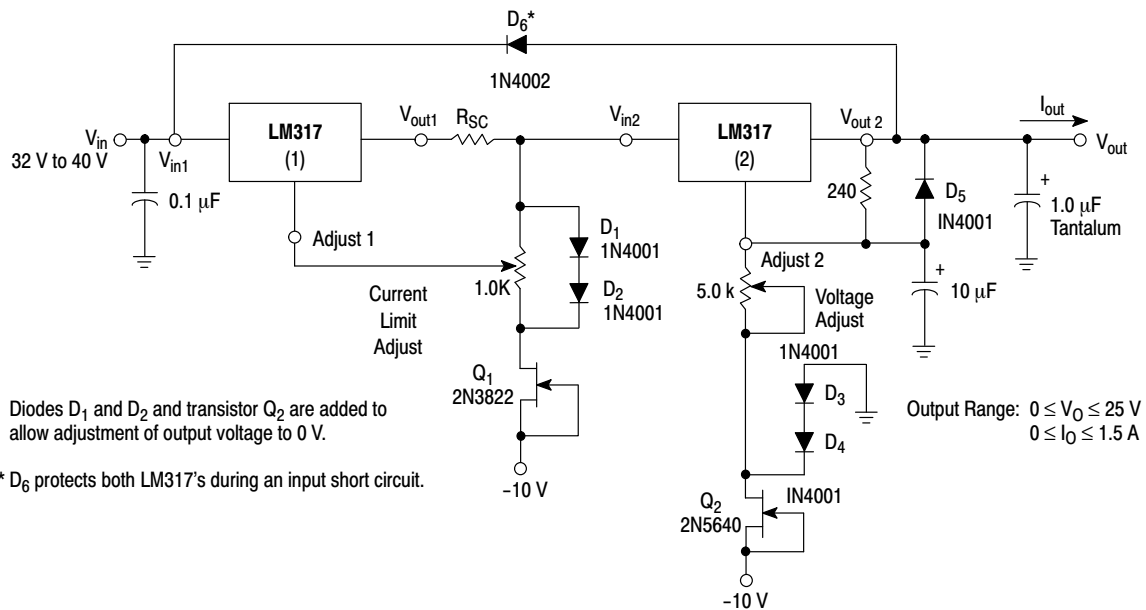 D6*
1N4002
Vin
32 V to 40 V
Vin1
LM317
(1)
Vout1
RSC
Vin2
LM317
(2)
Vout 2
Iout
Vout
0.1 μF
Adjust 1
Current
Limit
Adjust
1.0K
D1
1N4001
D2
1N4001
240
D5
IN4001
+
1.0 μF
Tantalum
Adjust 2
5.0 k
Voltage
Adjust
+
10 μF
Q1
2N3822
–10 V
1N4001
D3
D4
IN4001
Q2
2N5640
–10 V
Output Range: 0 ≤ VO ≤ 25 V
0 ≤ IO ≤ 1.5 A
Diodes D1 and D2 and transistor Q2 are added to
allow adjustment of output voltage to 0 V.
* D6 protects both LM317's during an input short circuit.